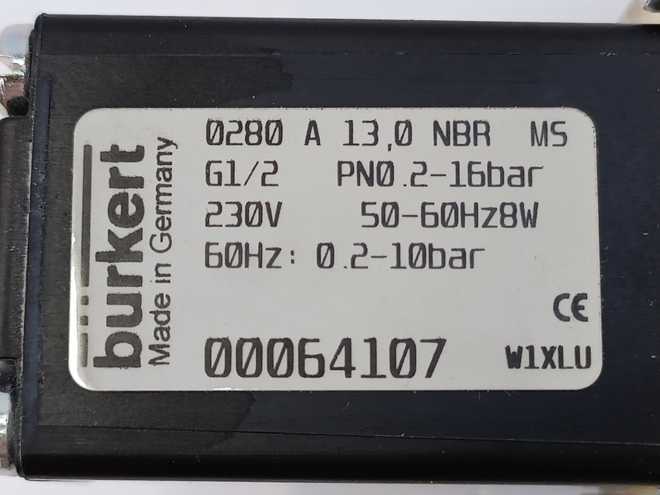 burkert
Made in Germany
0280 A 13,0 NBR MS
G1/2 PN0.2-16bar
230V 50-60Hz8W
60Hz: 0.2-10bar
CE
00064107 W1XLU